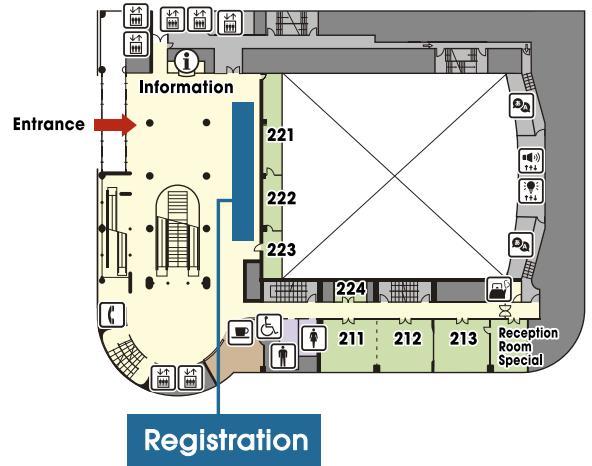 Information
Entrance
221
222
223
224
211
212
213
Reception
Room
Special
Registration